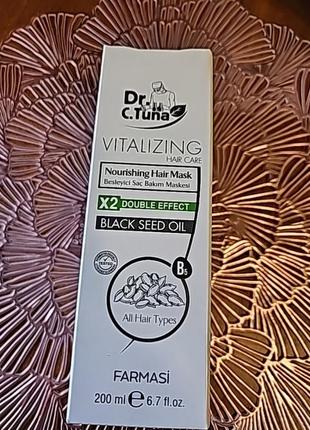 Dr.
C.Tuna
VITALIZING
HAIR CARE
Nourishing Hair Mask
Besleyici Saç Bakım Maskesi
X2 DOUBLE EFFECT
BLACK SEED OIL
TESTED
B5
All Hair Types
FARMASİ
200 ml ℮ 6.7 fl.oz.